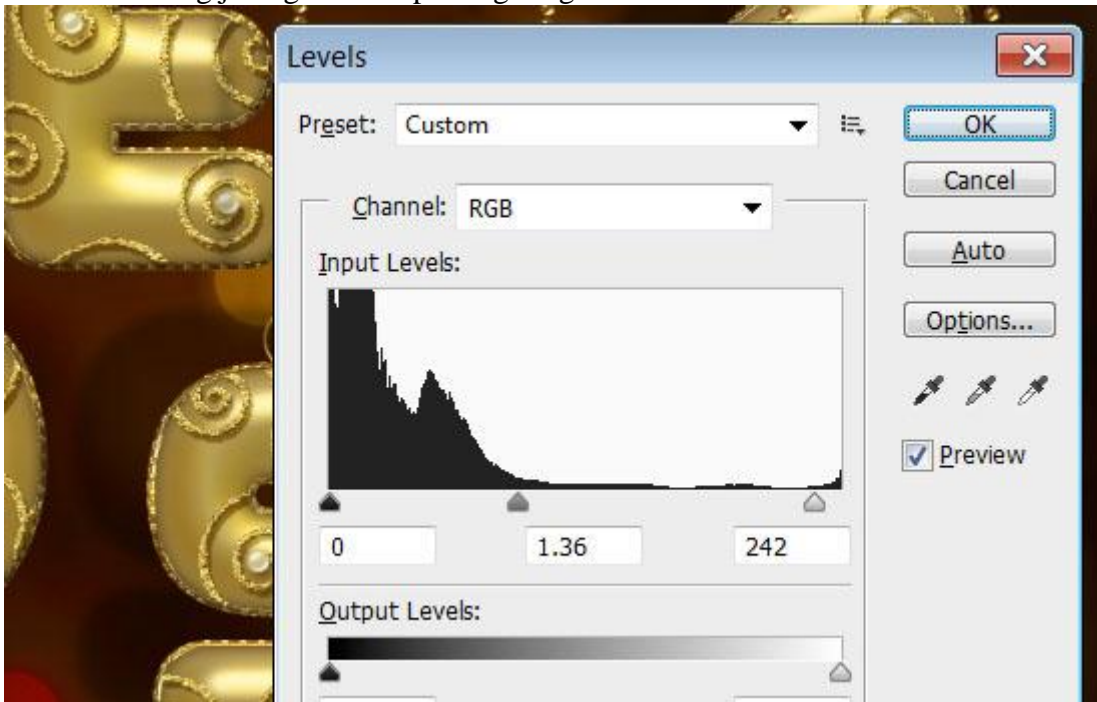 Levels
Preset: Custom
OK
Cancel
Channel: RGB
Auto
Input Levels:
Options...
Preview
0 1.36 242
Output Levels: